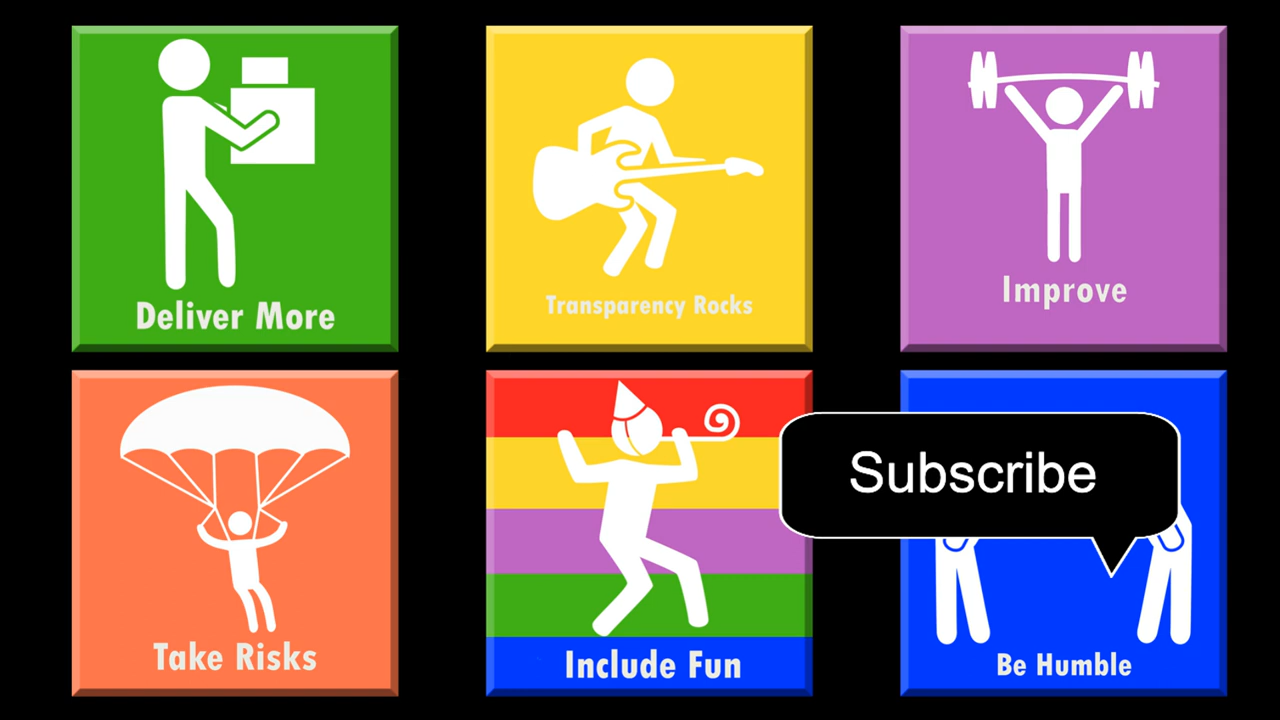 Deliver More
Transparency Rocks
Improve
Take Risks
Include Fun
Subscribe
Be Humble